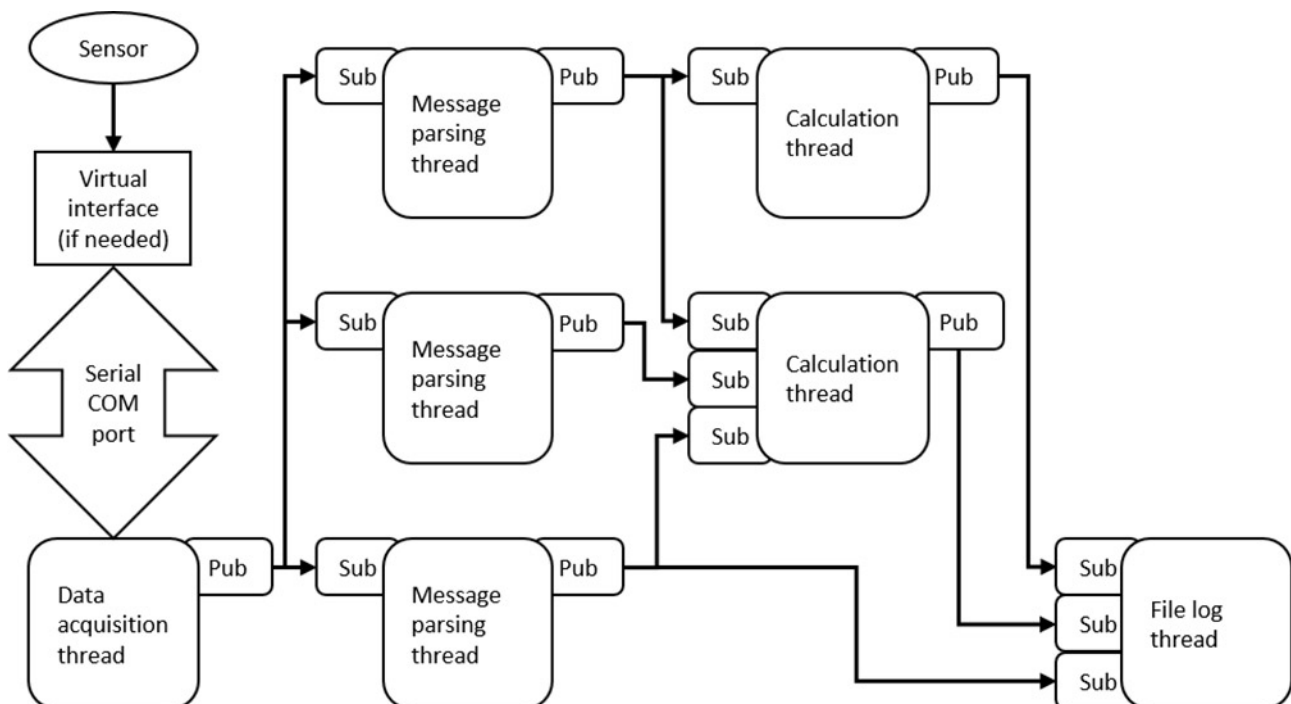 Sensor
Virtual
interface
(if needed)
Serial
COM
port
Data
acquisition
thread
Pub
Sub
Message
parsing
thread
Pub
Sub
Message
parsing
thread
Pub
Sub
Message
parsing
thread
Pub
Sub
Calculation
thread
Pub
Sub
Sub
Sub
Calculation
thread
Pub
Sub
Sub
Sub
File log
thread